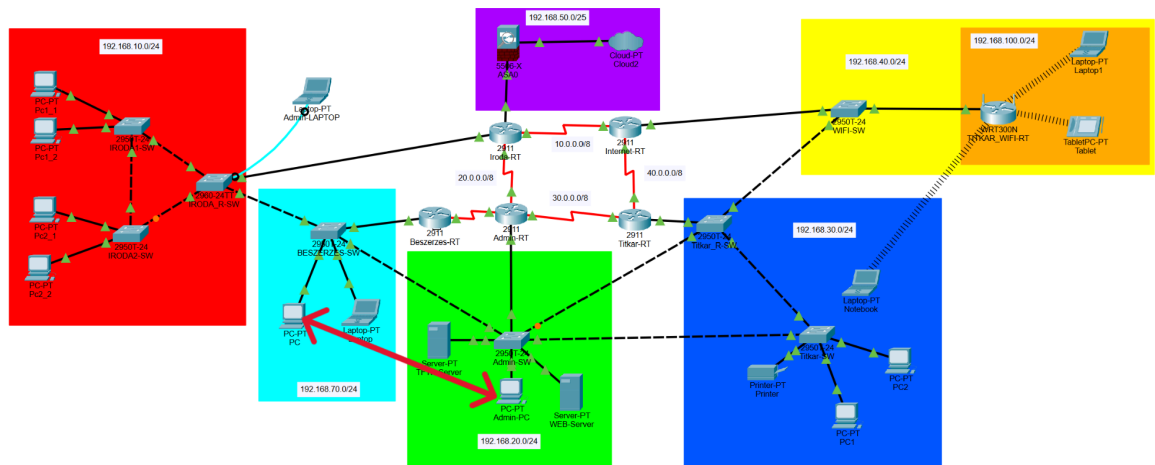 192.168.10.0/24
PC-PT
Pc1_1
PC-PT
Pc1_2
2950T-24
IRODA1-SW
PC-PT
Pc2_1
PC-PT
Pc2_2
2950T-24
IRODA2-SW
IRODA_R-SW
Laptop-PT
Admin-LAPTOP
192.168.50.0/25
5506-X
ASA0
Cloud-PT
Cloud2
2911
Iroda-RT
10.0.0.0/8
2911
Internet-RT
20.0.0.0/8
40.0.0.0/8
30.0.0.0/8
2911
Beszerzes-RT
2911
Admin-RT
2911
Titkar-RT
2950T-24
BESZERZES-SW
PC-PT
PC
Laptop-PT
192.168.70.0/24
Server-PT
2950T-24
Admin-SW
PC-PT
Admin-PC
Server-PT
WEB-Server
192.168.20.0/24
192.168.40.0/24
2950T-24
WIFI-SW
192.168.100.0/24
Laptop-PT
Laptop1
WRT300N
TITKAR_WIFI-RT
TabletPC-PT
Tablet
2950T-24
Titkar_R-SW
192.168.30.0/24
Laptop-PT
Notebook
2950T-24
Titkar-SW
Printer-PT
Printer
PC-PT
PC2
PC-PT
PC1